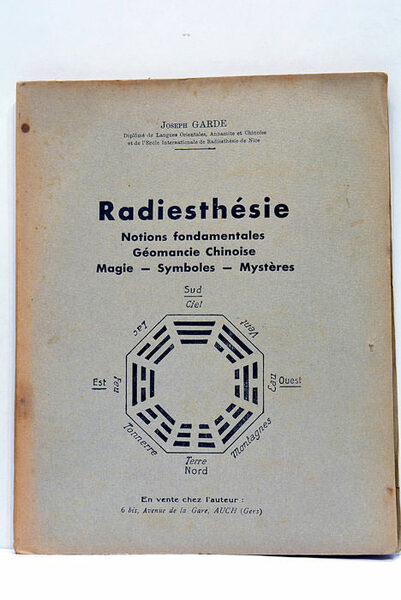 Joseph GARDE
Diplômé de Langues Orientales, Annamite et Chinoise
et de l'Ecole Internationale de Radiesthésie de Nice
Radiesthésie
Notions fondamentales
Géomancie Chinoise
Magie — Symboles — Mystères
Sud
Ciel
Lac
Vent
Est
Feu
Eau
Ouest
Tonnerre
Montagnes
Terre
Nord
En vente chez l'auteur :
6 bis, Avenue de la Gare, AUCH (Gers)